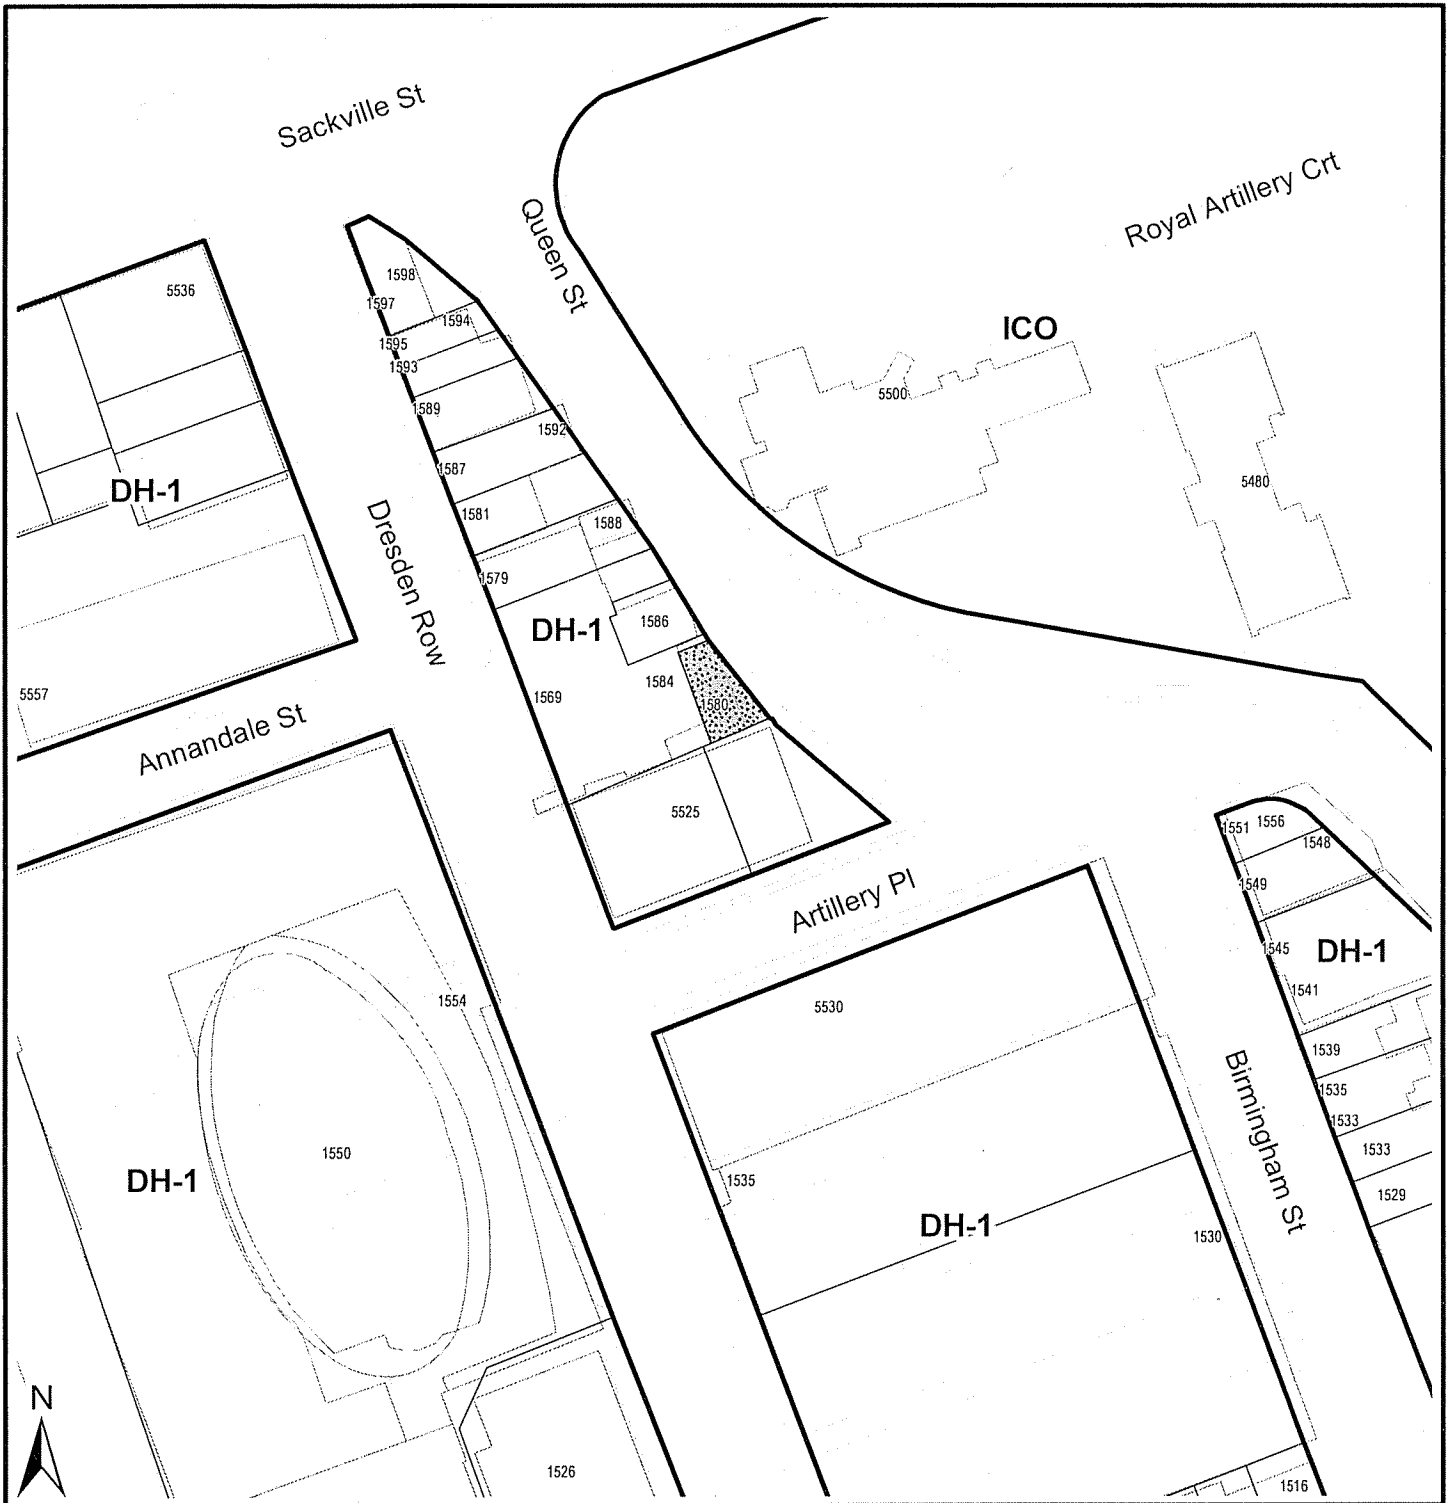 Sackville St
Royal Artillery Crt
Queen St
5536
1598
1597
1594
ICO
1595
1593
5500
1589
1592
1587
5480
DH-1
1581
1588
Dresden Row
1579
1586
DH-1
1584
5557
1569
1580
Annandale St
5525
1551
1556
1548
1549
Artillery Pl
1545
DH-1
1541
1554
5530
1539
1535
1533
Birmingham St
1533
1550
DH-1
1535
1529
DH-1
1530
N
1526
1516